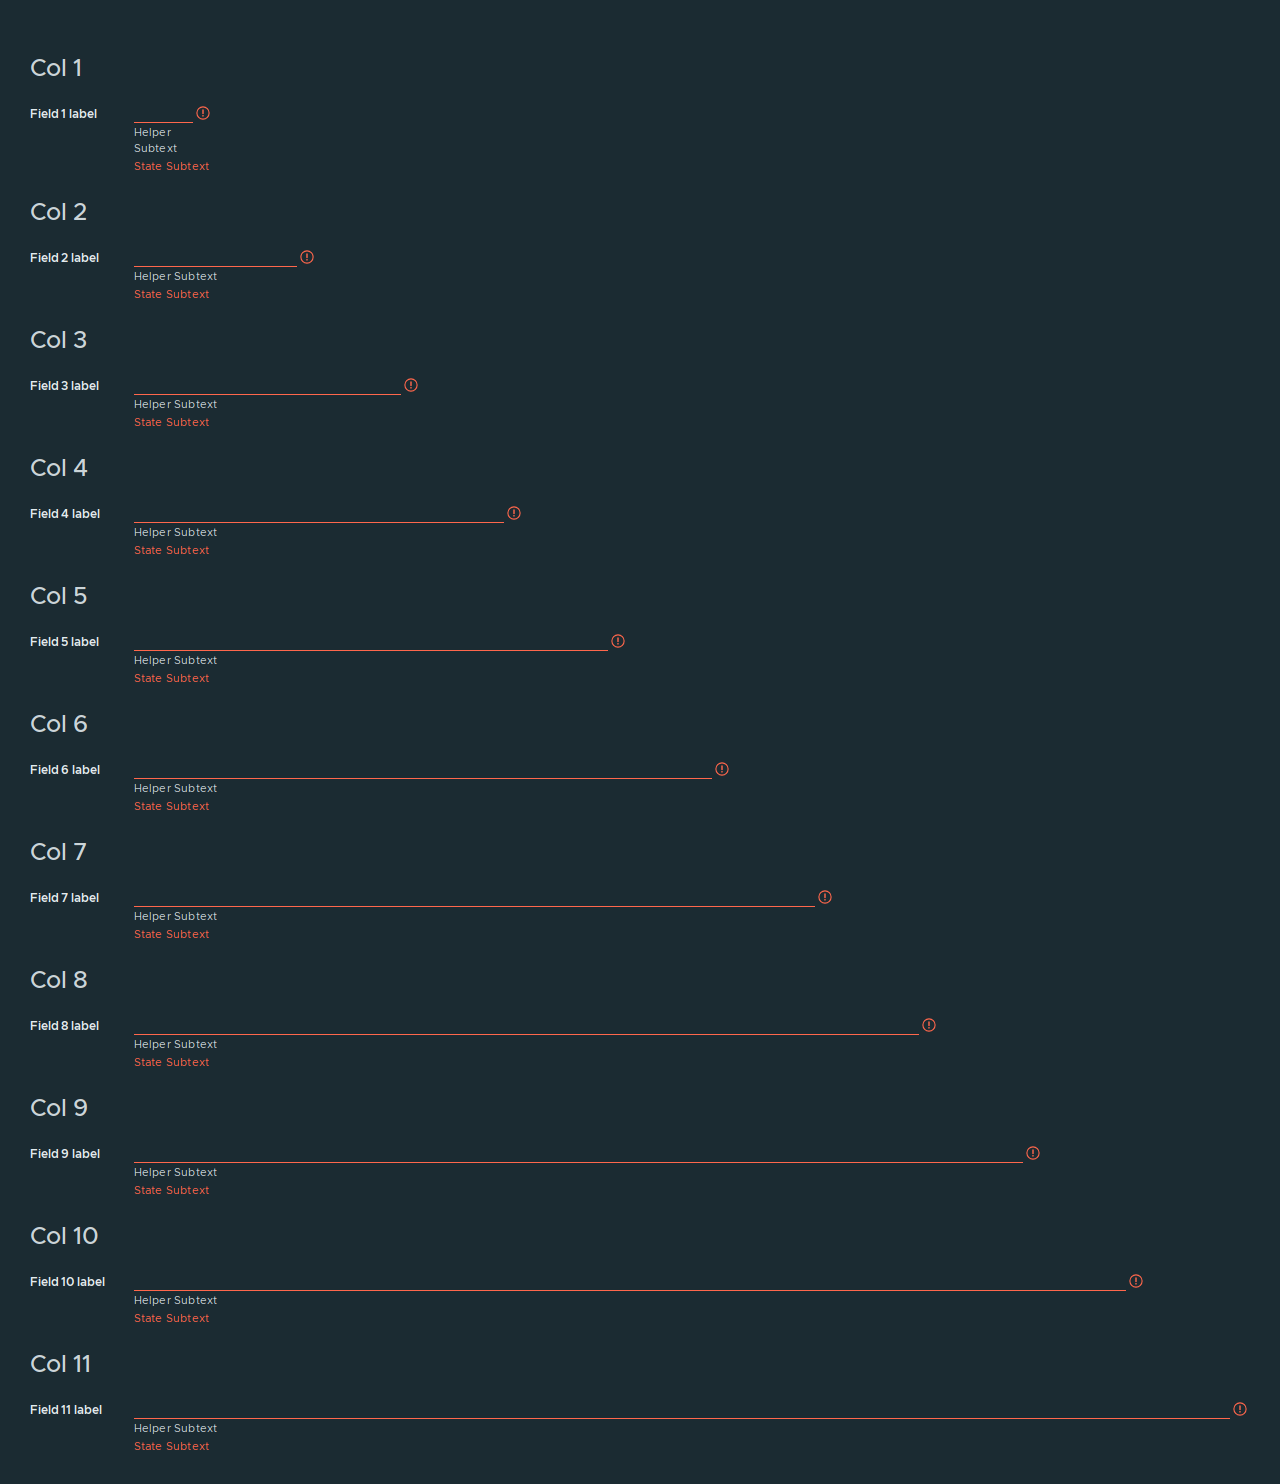 Col 1
Field 1 label
Helper
Subtext
State Subtext
Col 2
Field 2 label
Helper Subtext
State Subtext
Col 3
Field 3 label
Helper Subtext
State Subtext
Col 4
Field 4 label
Helper Subtext
State Subtext
Col 5
Field 5 label
Helper Subtext
State Subtext
Col 6
Field 6 label
Helper Subtext
State Subtext
Col 7
Field 7 label
Helper Subtext
State Subtext
Col 8
Field 8 label
Helper Subtext
State Subtext
Col 9
Field 9 label
Helper Subtext
State Subtext
Col 10
Field 10 label
Helper Subtext
State Subtext
Col 11
Field 11 label
Helper Subtext
State Subtext